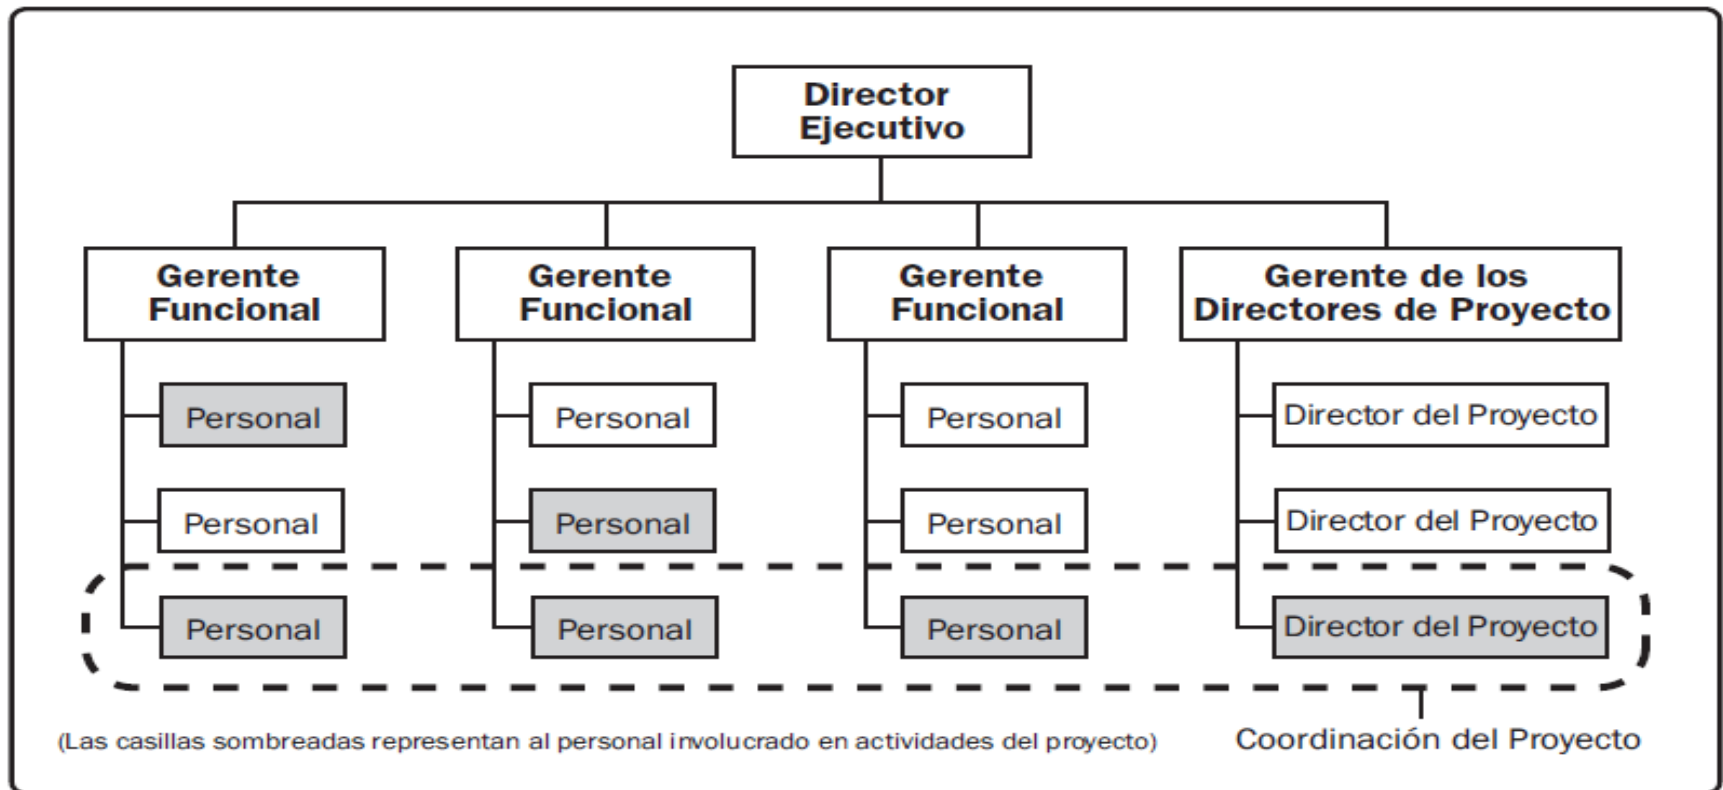 Director
Ejecutivo
Gerente
Funcional
Gerente
Funcional
Gerente
Funcional
Gerente de los
Directores de Proyecto
Personal
Personal
Personal
Director del Proyecto
Personal
Personal
Personal
Director del Proyecto
Personal
Personal
Personal
Director del Proyecto
(Las casillas sombreadas representan al personal involucrado en actividades del proyecto)
Coordinación del Proyecto